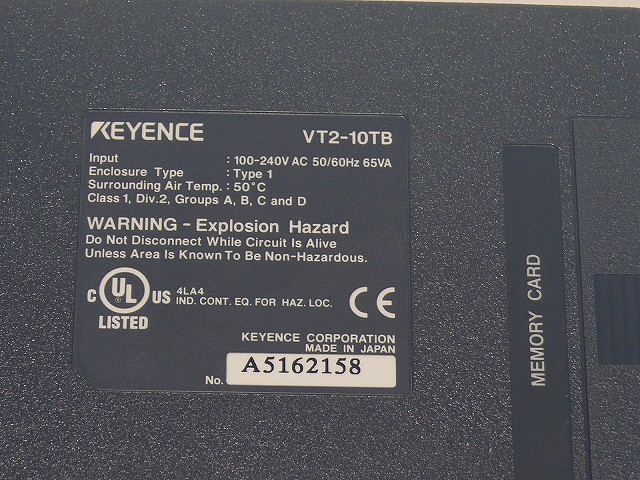 KEYENCE VT2-10TB
Input : 100-240V AC 50/60Hz 65VA
Enclosure Type : Type 1
Surrounding Air Temp. : 50°C
Class 1, Div.2, Groups A, B, C and D
WARNING - Explosion Hazard
Do Not Disconnect While Circuit Is Alive
Unless Area Is Known To Be Non-Hazardous.
C UL US
LISTED
4LA4
IND. CONT. EQ. FOR HAZ. LOC.
CE
KEYENCE CORPORATION
MADE IN JAPAN
No. A5162158
MEMORY CARD